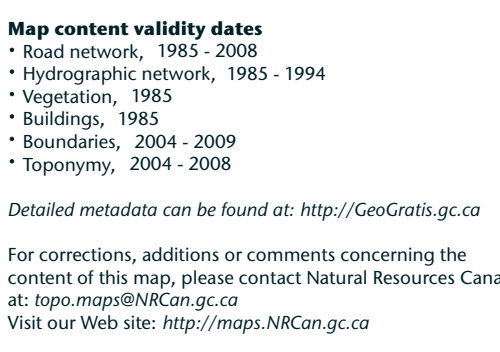 Map content validity dates
• Road network, 1985 - 2008
• Hydrographic network, 1985 - 1994
• Vegetation, 1985
• Buildings, 1985
• Boundaries, 2004 - 2009
• Toponymy, 2004 - 2008
Detailed metadata can be found at: http://GeoGratis.gc.ca
For corrections, additions or comments concerning the
content of this map, please contact Natural Resources Cana
at: topo.maps@NRCan.gc.ca
Visit our Web site: http://maps.NRCan.gc.ca